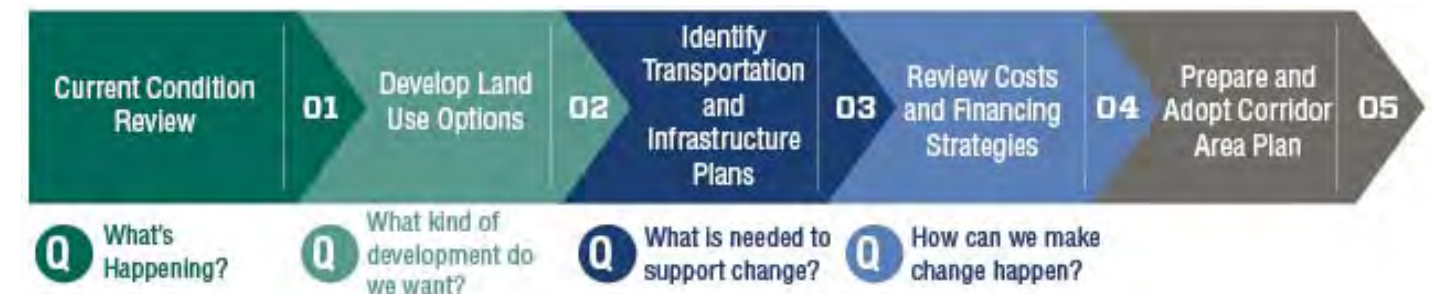 Current Condition
Review
01
Develop Land
Use Options
02
Identify
Transportation
and
Infrastructure
Plans
03
Review Costs
and Financing
Strategies
04
Prepare and
Adopt Corridor
Area Plan
05
Q What's
Happening?
Q What kind of
development do
we want?
Q What is needed to
support change?
Q How can we make
change happen?